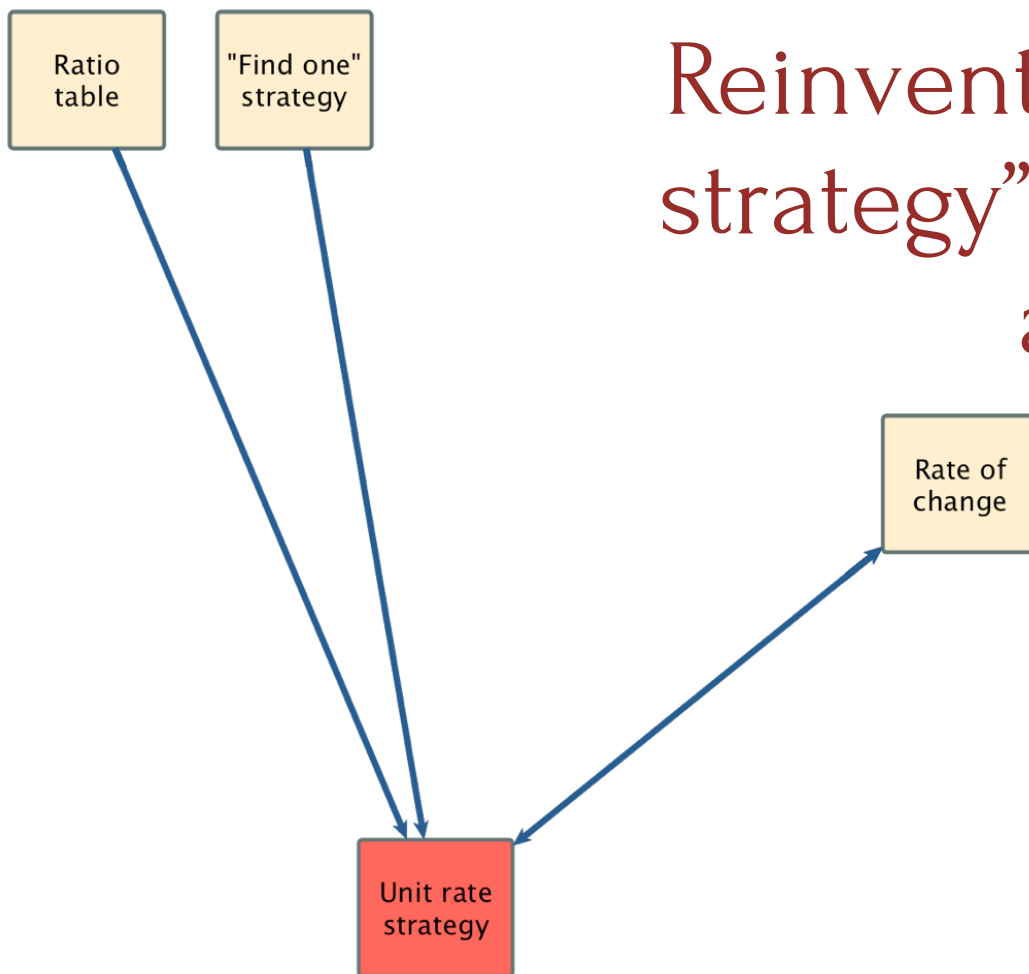 Ratio
table
"Find one"
strategy
Reinvent
strategy”
a
Rate of
change
Unit rate
strategy